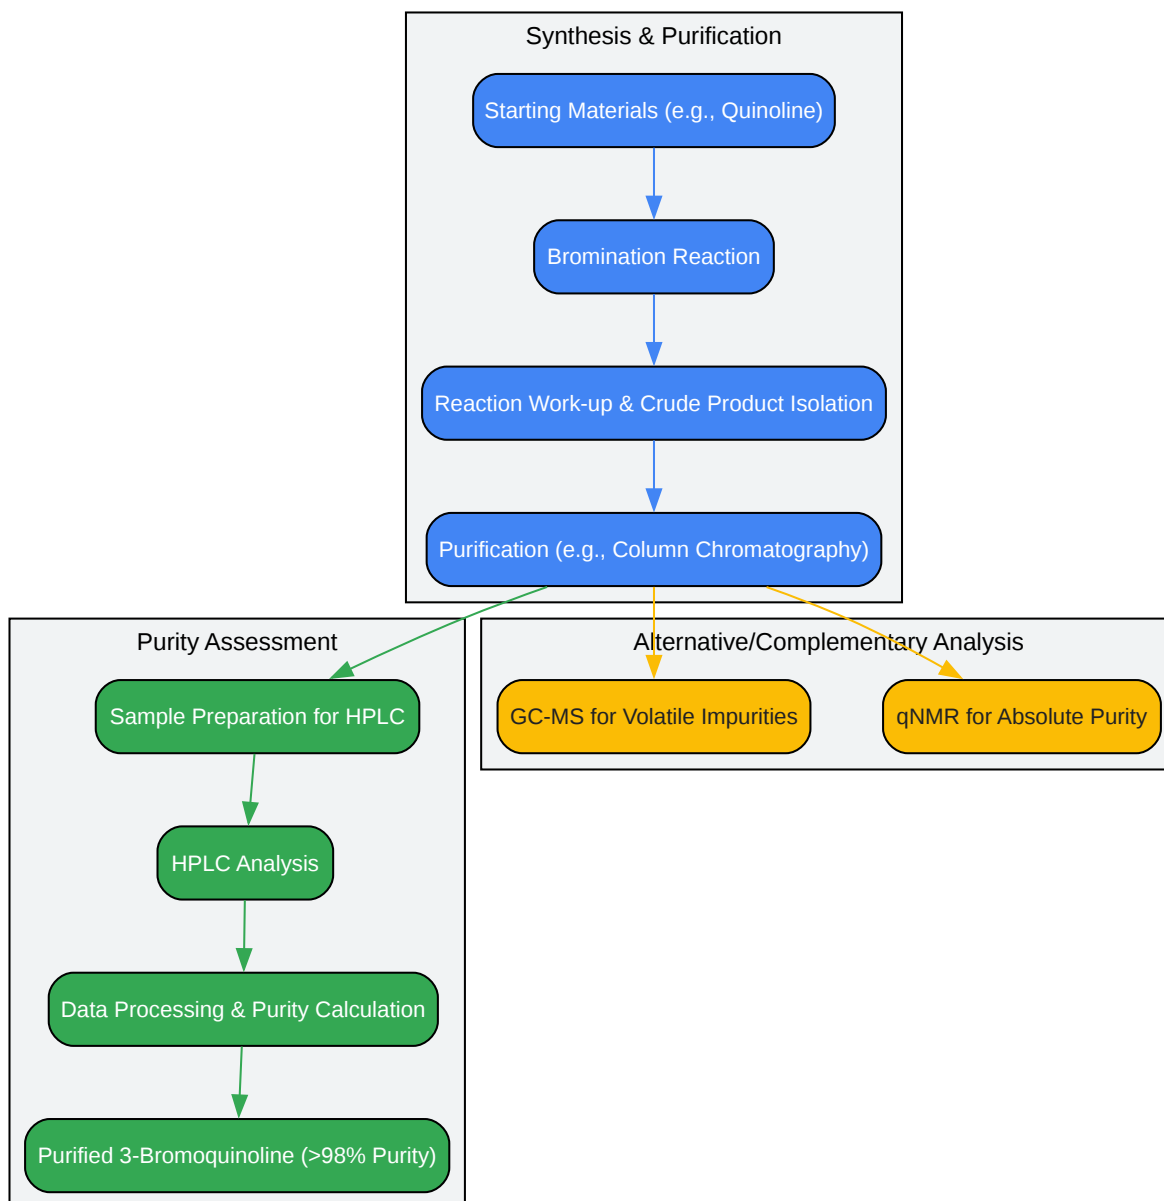 Synthesis & Purification
Starting Materials (e.g., Quinoline)
Bromination Reaction
Reaction Work-up & Crude Product Isolation
Purification (e.g., Column Chromatography)
Purity Assessment
Sample Preparation for HPLC
HPLC Analysis
Data Processing & Purity Calculation
Purified 3-Bromoquinoline (>98% Purity)
Alternative/Complementary Analysis
GC-MS for Volatile Impurities
qNMR for Absolute Purity